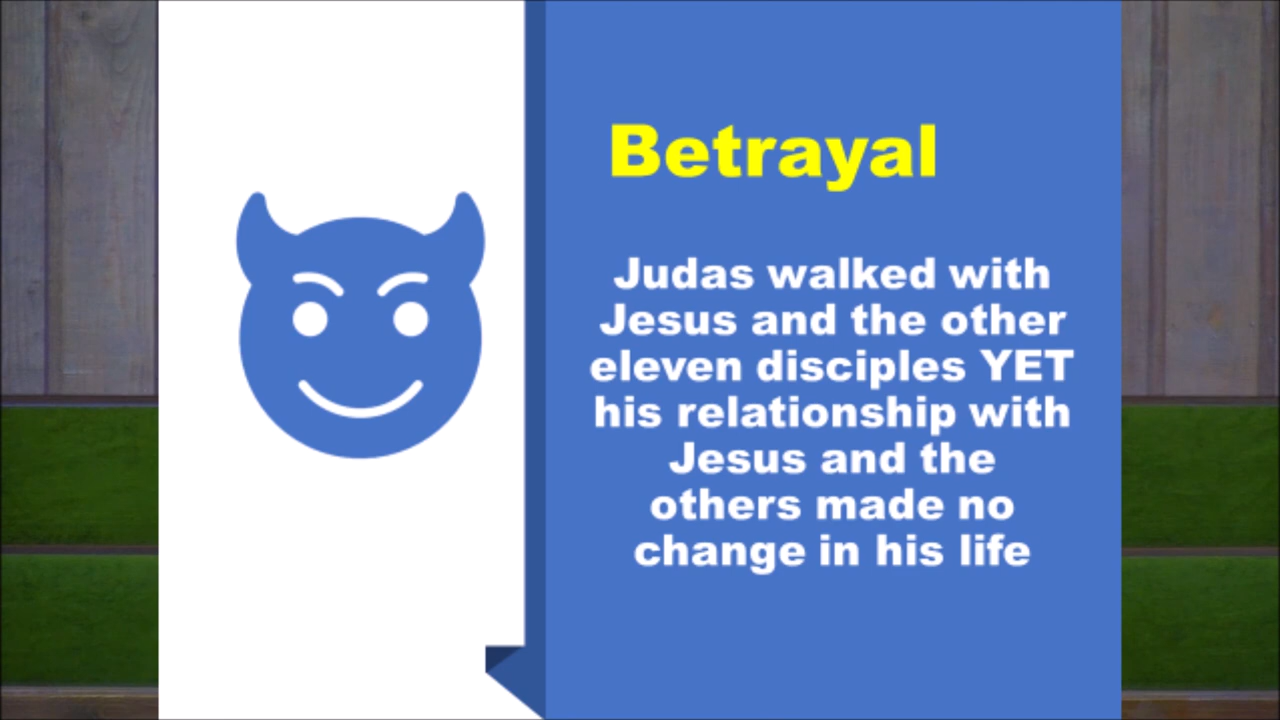 Betrayal
Judas walked with
Jesus and the other
eleven disciples YET
his relationship with
Jesus and the
others made no
change in his life